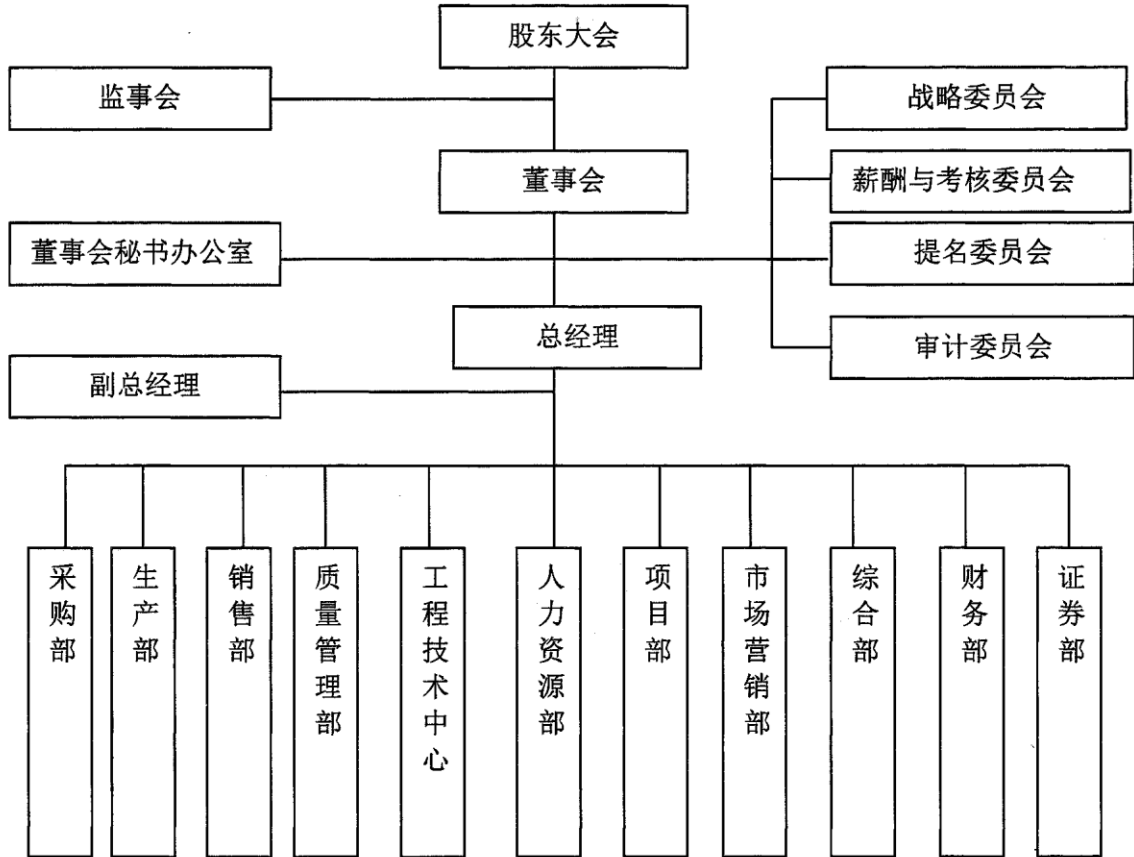 股东大会
监事会
战略委员会
董事会
薪酬与考核委员会
董事会秘书办公室
提名委员会
总经理
审计委员会
副总经理
采购部
生产部
销售部
质量管理部
工程技术中心
人力资源部
项目部
市场营销部
综合部
财务部
证券部